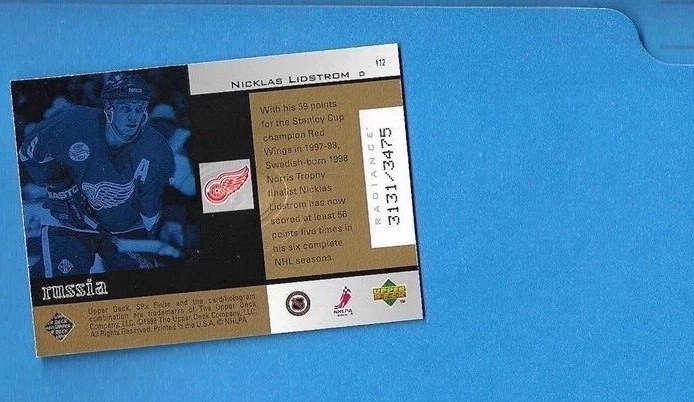 112
NICKLAS LIDSTROM D
With his 59 points
for the Stanley Cup
champion Red
Wings in 1997-98,
Swedish-born 1998
Norris Trophy
finalist Nicklas
Lidstrom has now
scored at least 56
points five times in
his six complete
NHL seasons.
RADIANCE
3131/3475
A
russia
Upper Deck, SPx Finite and the card/hologram
combination are trademarks of The Upper Deck
Company, LLC. ©1998 The Upper Deck Company, LLC.
All Rights Reserved. Printed in the U.S.A. © NHLPA
NHLPA
UPPER
DECK